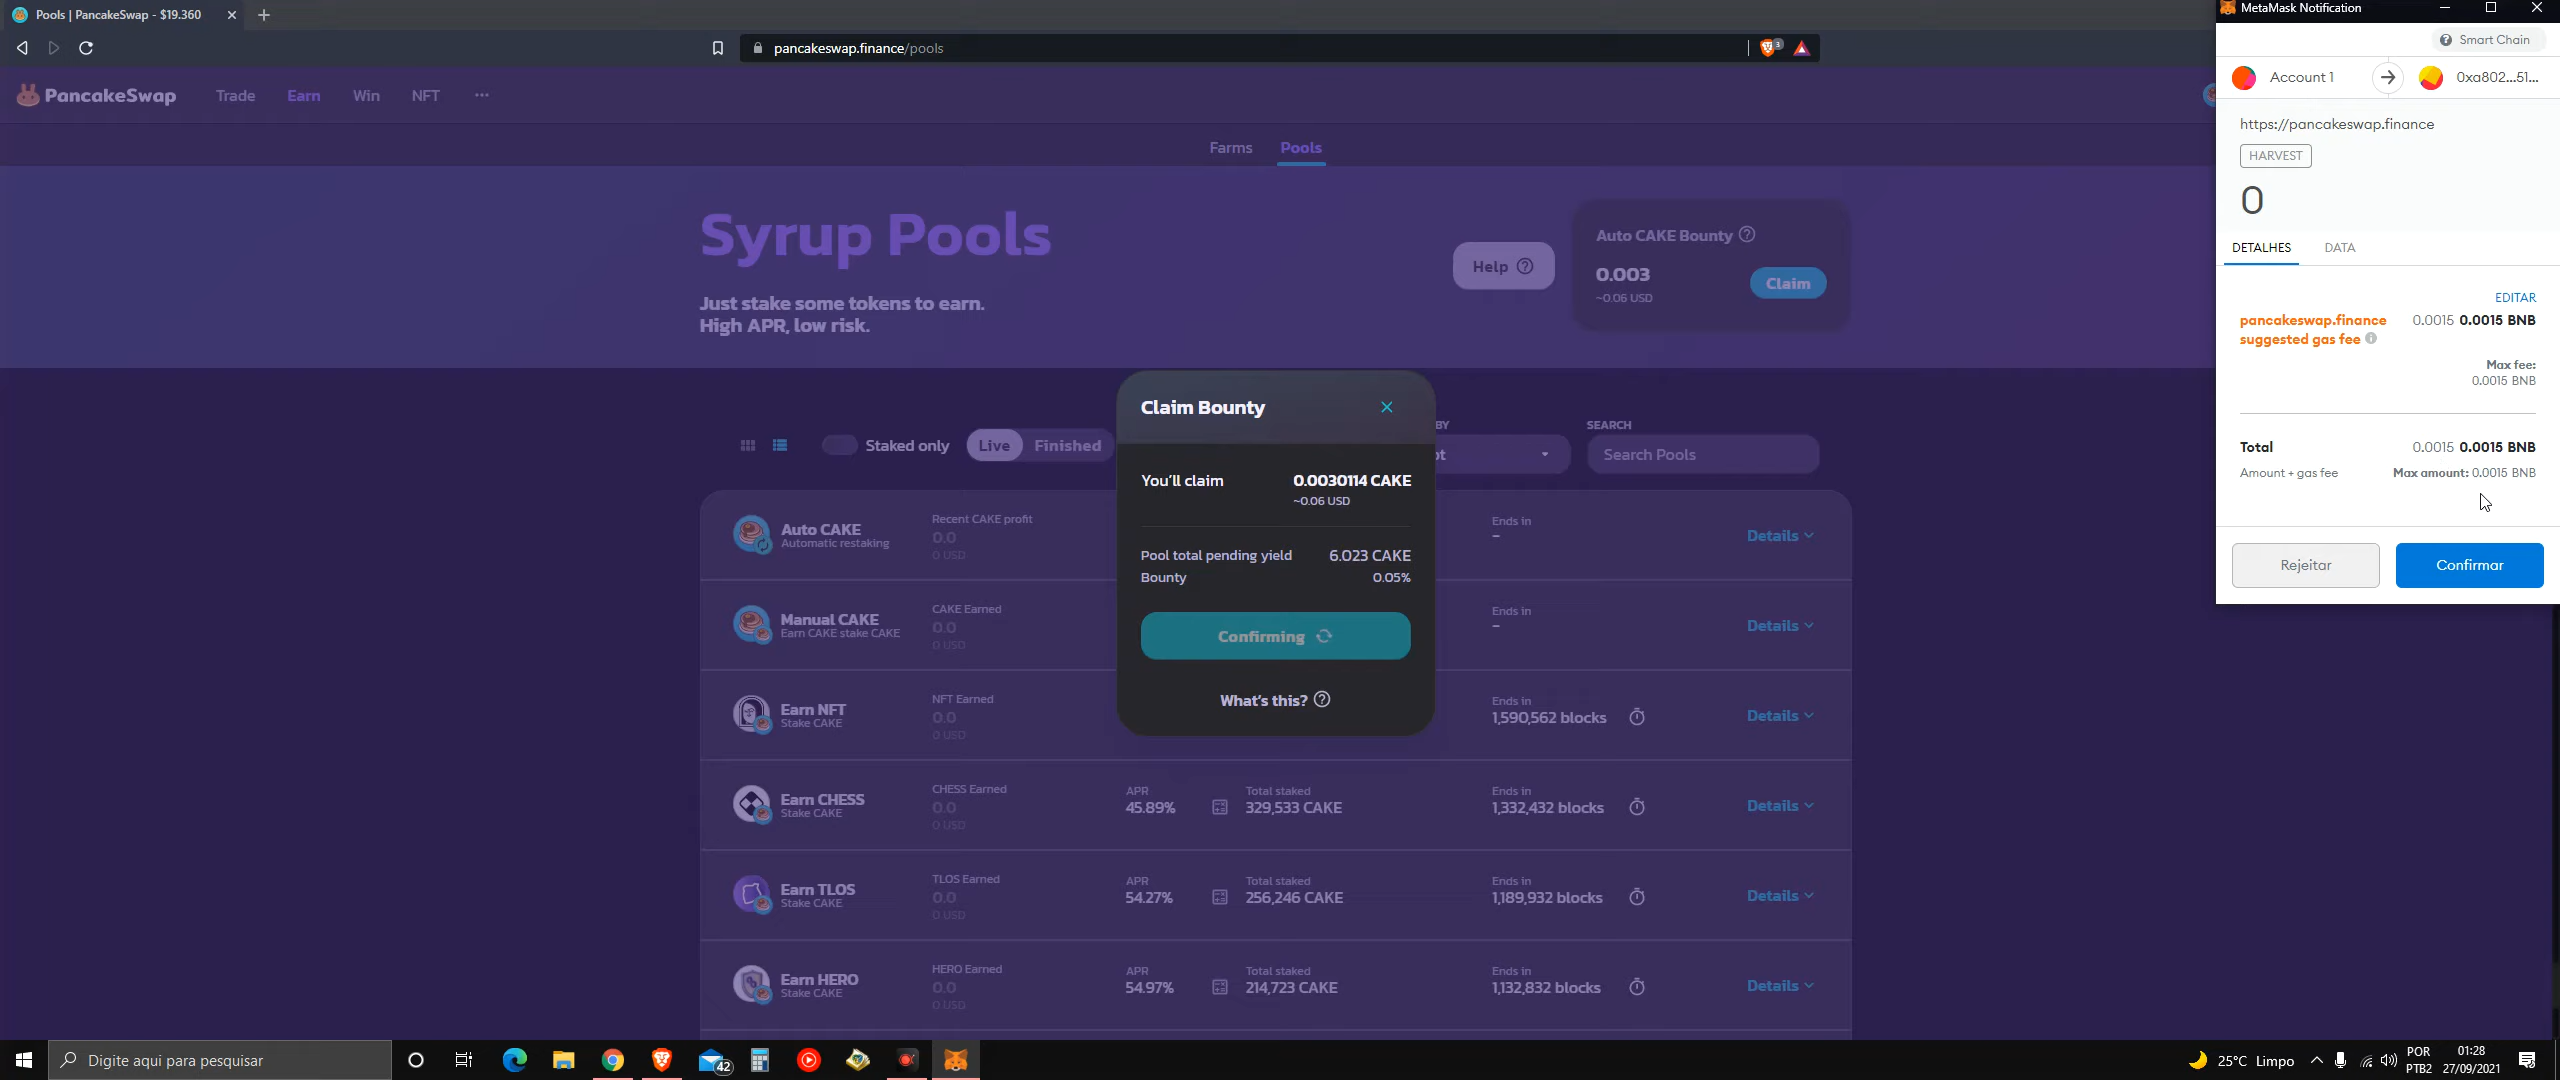 Pools | PancakeSwap - $19.360
pancakeswap.finance/pools
3
PancakeSwap
Trade
Earn
Win
NFT
Farms
Pools
Syrup Pools
Just stake some tokens to earn.
High APR, low risk.
Help
Auto CAKE Bounty
0.003
~0.06 USD
Claim
Staked only
Live
Finished
BY
SEARCH
Search Pools
Claim Bounty
You'll claim 0.0030114 CAKE
~0.06 USD
Pool total pending yield 6.023 CAKE
Bounty 0.05%
Confirming
What's this?
Auto CAKE
Automatic restaking
Recent CAKE profit
0.0
0 USD
Ends in
-
Details
Manual CAKE
Earn CAKE stake CAKE
CAKE Earned
0.0
0 USD
Ends in
-
Details
Earn NFT
Stake CAKE
NFT Earned
0.0
0 USD
Ends in
1,590,562 blocks
Details
Earn CHESS
Stake CAKE
CHESS Earned
0.0
0 USD
APR
45.89%
Total staked
329,533 CAKE
Ends in
1,332,432 blocks
Details
Earn TLOS
Stake CAKE
TLOS Earned
0.0
0 USD
APR
54.27%
Total staked
256,246 CAKE
Ends in
1,189,932 blocks
Details
Earn HERO
Stake CAKE
HERO Earned
0.0
0 USD
APR
54.97%
Total staked
214,723 CAKE
Ends in
1,132,832 blocks
Details
MetaMask Notification
Smart Chain
Account 1
0xa802...51...
https://pancakeswap.finance
HARVEST
0
DETALHES
DATA
EDITAR
pancakeswap.finance 0.0015 0.0015 BNB
suggested gas fee
Max fee:
0.0015 BNB
Total 0.0015 0.0015 BNB
Amount + gas fee Max amount: 0.0015 BNB
Rejeitar
Confirmar
Digite aqui para pesquisar
42
25°C Limpo
POR
PTB2
01:28
27/09/2021